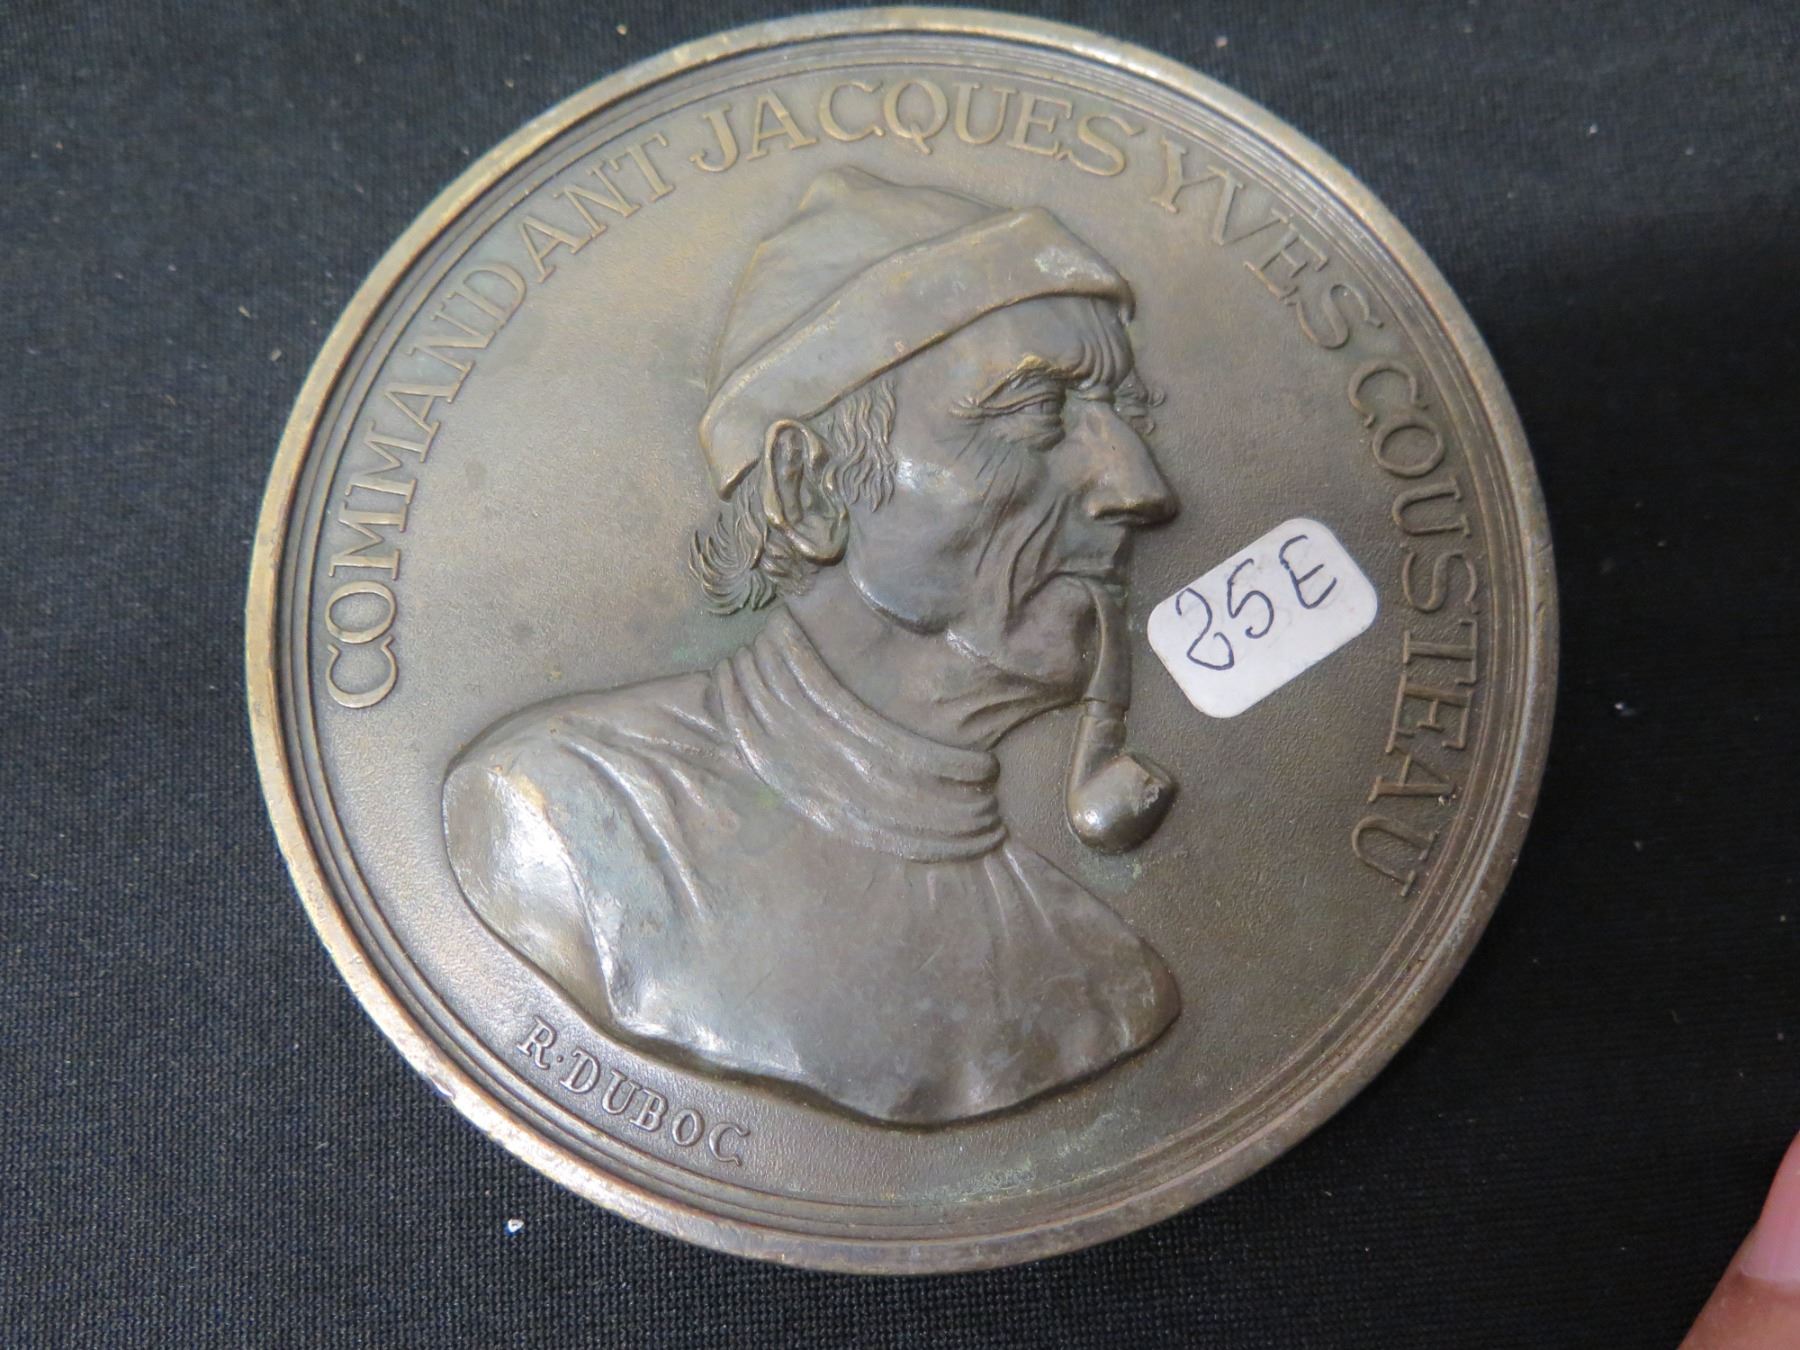 COMMANDANT JACQUES YVES COUSTEAU
25E
R·DUBOC